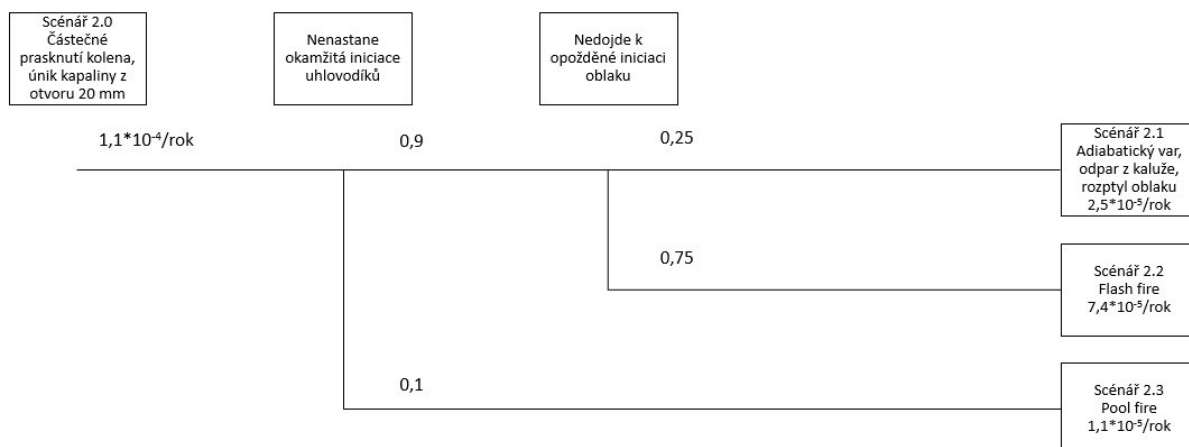 Scénář 2.0
Částečné
prasknutí kolena,
únik kapaliny z
otvoru 20 mm
Nenastane
okamžitá iniciace
uhlovodíků
Nedojde k
opožděné iniciaci
oblaku
1,1*10⁻⁴/rok
0,9
0,25
Scénář 2.1
Adiabatický var,
odpar z kaluže,
rozptyl oblaku
2,5*10⁻⁵/rok
0,75
Scénář 2.2
Flash fire
7,4*10⁻⁵/rok
0,1
Scénář 2.3
Pool fire
1,1*10⁻⁵/rok